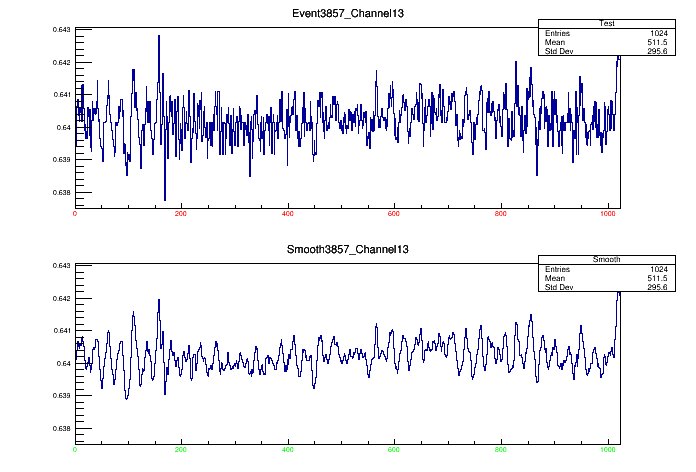 Event3857_Channel13
Test
Entries 1024
Mean 511.5
Std Dev 295.6
0.643
0.642
0.641
0.64
0.639
0.638
0 200 400 600 800 1000
Smooth3857_Channel13
Smooth
Entries 1024
Mean 511.5
Std Dev 295.6
0.643
0.642
0.641
0.64
0.639
0.638
0 200 400 600 800 1000